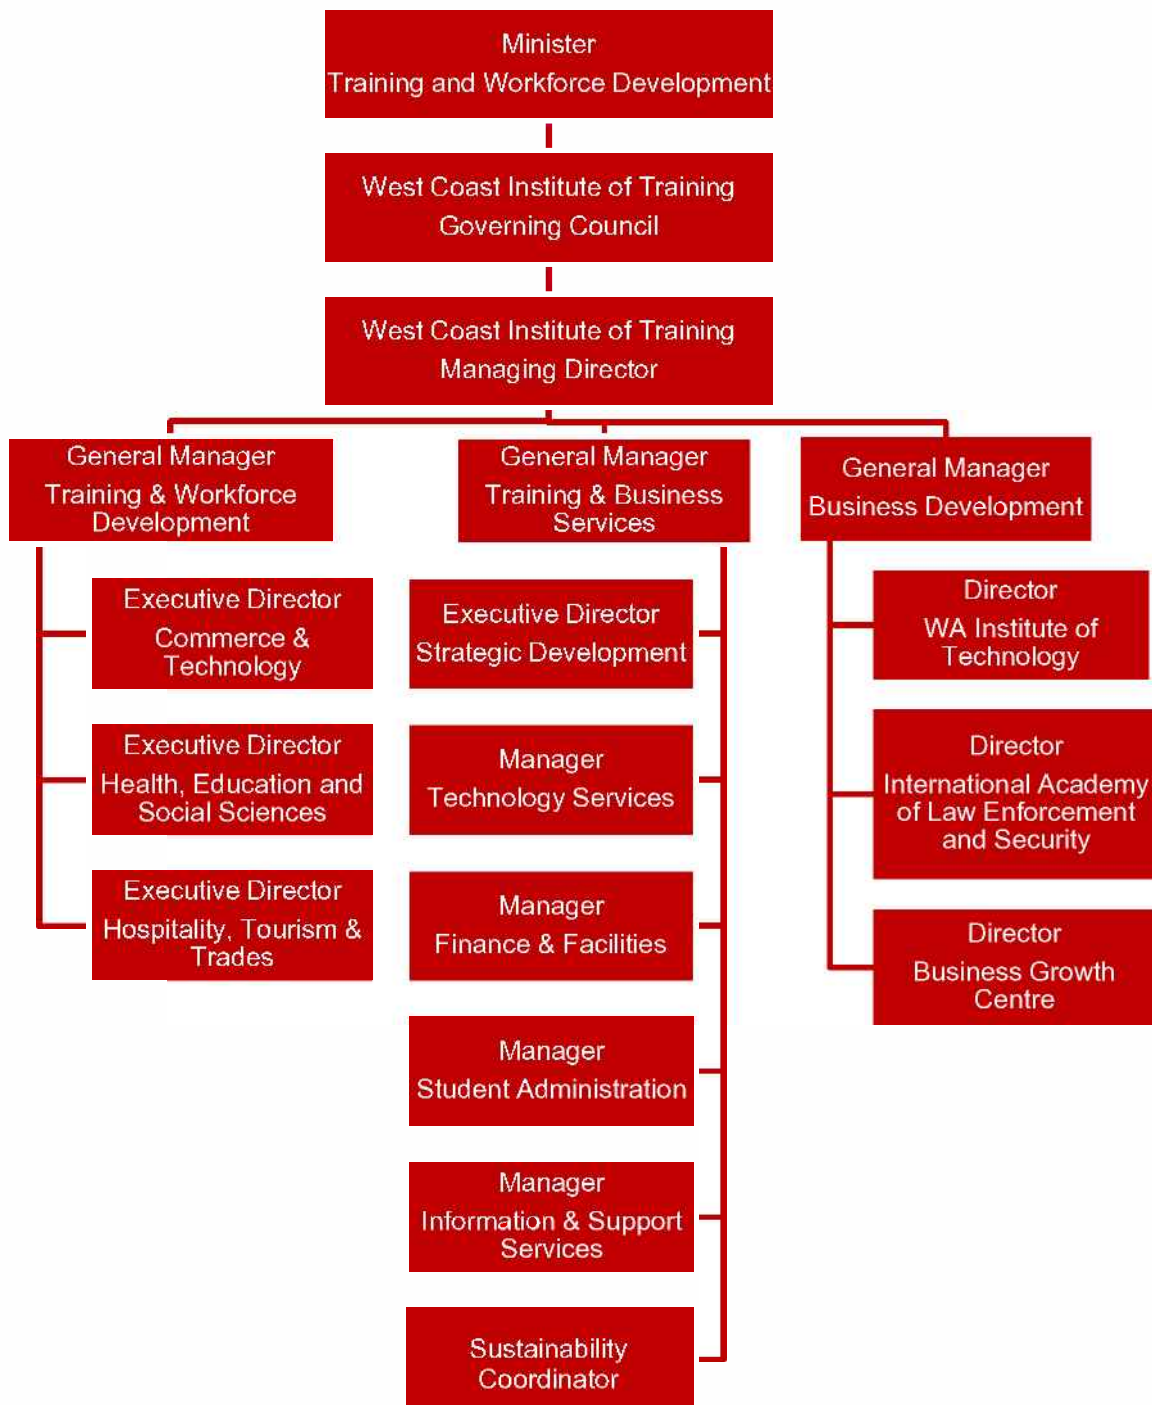 Minister
Training and Workforce Development
West Coast Institute of Training
Governing Council
West Coast Institute of Training
Managing Director
General Manager
Training & Workforce
Development
Executive Director
Commerce &
Technology
Executive Director
Health, Education and
Social Sciences
Executive Director
Hospitality, Tourism &
Trades
General Manager
Training & Business
Services
Executive Director
Strategic Development
Manager
Technology Services
Manager
Finance & Facilities
Manager
Student Administration
Manager
Information & Support
Services
Sustainability
Coordinator
General Manager
Business Development
Director
WA Institute of
Technology
Director
International Academy
of Law Enforcement
and Security
Director
Business Growth
Centre